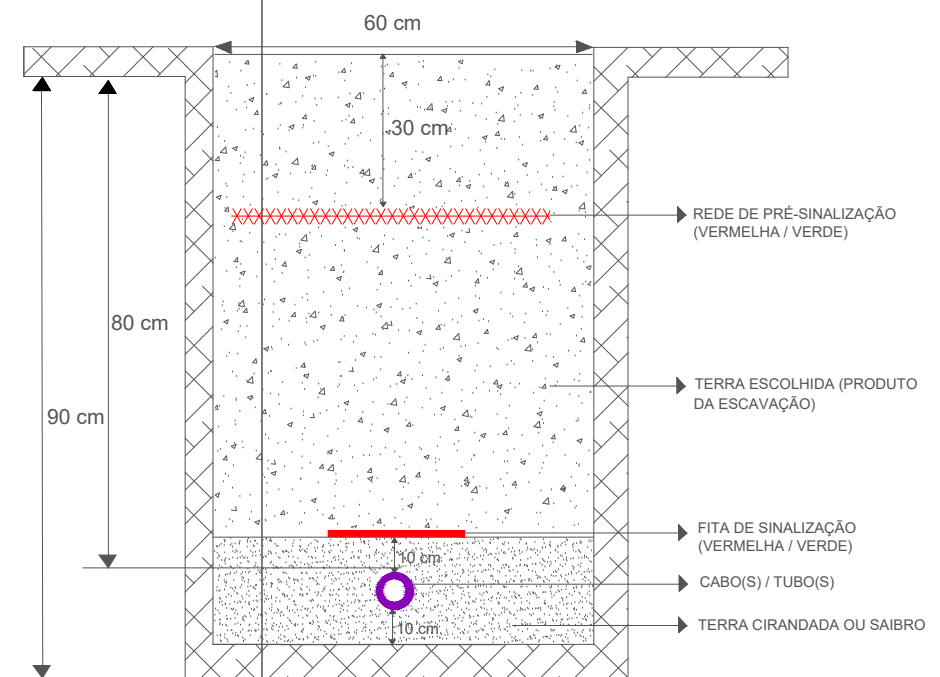 60 cm
30 cm
REDE DE PRÉ-SINALIZAÇÃO
(VERMELHA / VERDE)
80 cm
TERRA ESCOLHIDA (PRODUTO
DA ESCAVAÇÃO)
90 cm
FITA DE SINALIZAÇÃO
(VERMELHA / VERDE)
10 cm
CABO(S) / TUBO(S)
10 cm
TERRA CIRANDADA OU SAIBRO